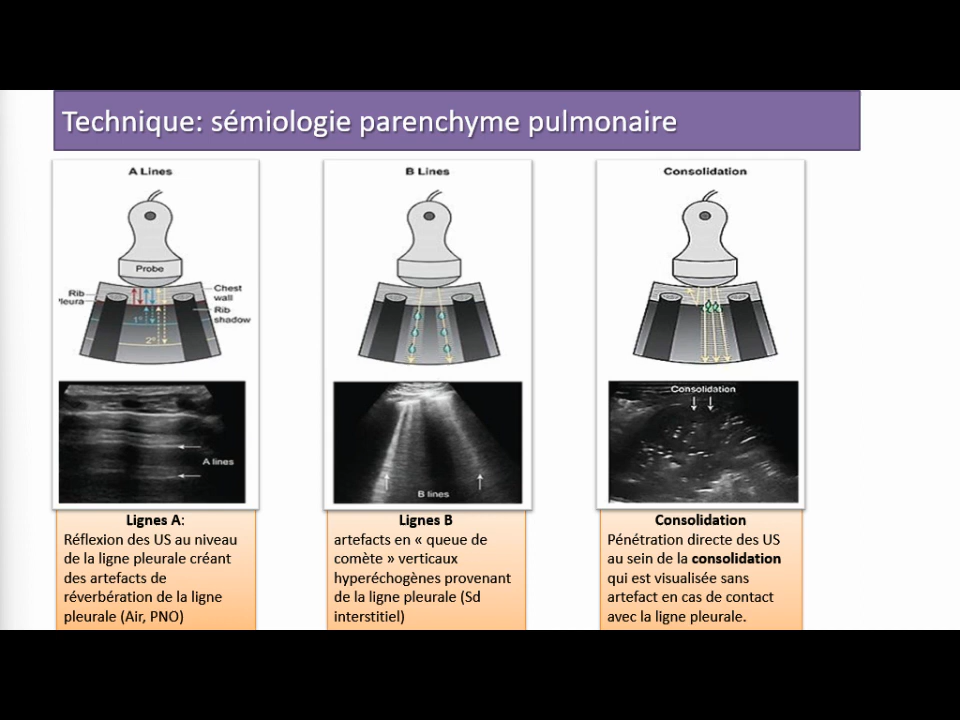 Technique: sémiologie parenchyme pulmonaire
A Lines
Probe
Rib
Chest
wall
Rib
shadow
1°
2°
A lines
Lignes A:
Réflexion des US au niveau
de la ligne pleurale créant
des artefacts de
réverbération de la ligne
pleurale (Air, PNO)
B Lines
B lines
Lignes B
artefacts en « queue de
comète » verticaux
hyperéchogènes provenant
de la ligne pleurale (Sd
interstitiel)
Consolidation
Consolidation
Consolidation
Pénétration directe des US
au sein de la consolidation
qui est visualisée sans
artefact en cas de contact
avec la ligne pleurale.